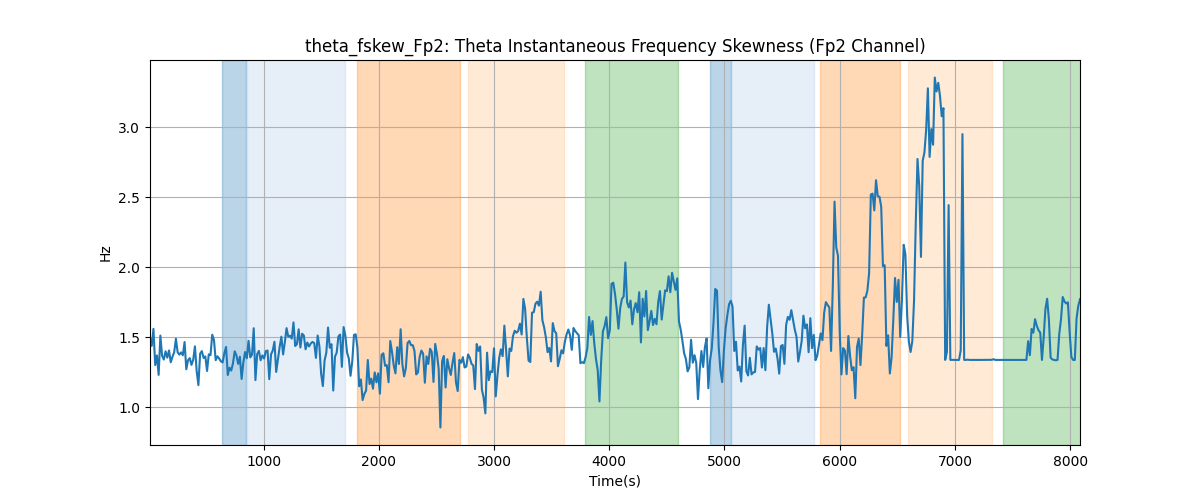 theta_fskew_Fp2: Theta Instantaneous Frequency Skewness (Fp2 Channel)
Hz
3.0
2.5
2.0
1.5
1.0
1000 2000 3000 4000 5000 6000 7000 8000
Time(s)